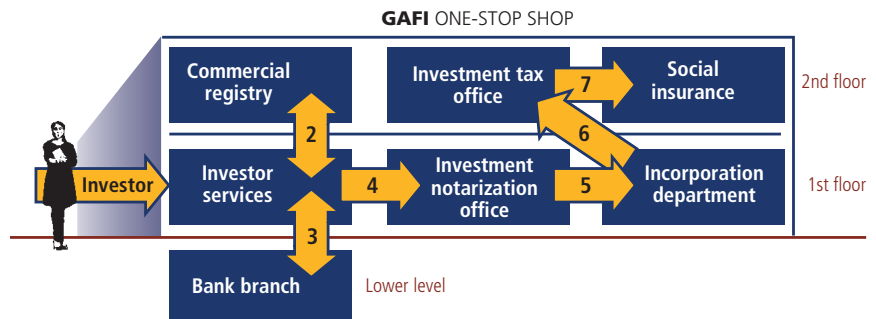 GAFI ONE-STOP SHOP
Commercial
registry
Investment tax
office
7
Social
insurance
2nd floor
2
6
Investor
Investor
services
4
Investment
notarization
office
5
Incorporation
department
1st floor
3
Bank branch
Lower level